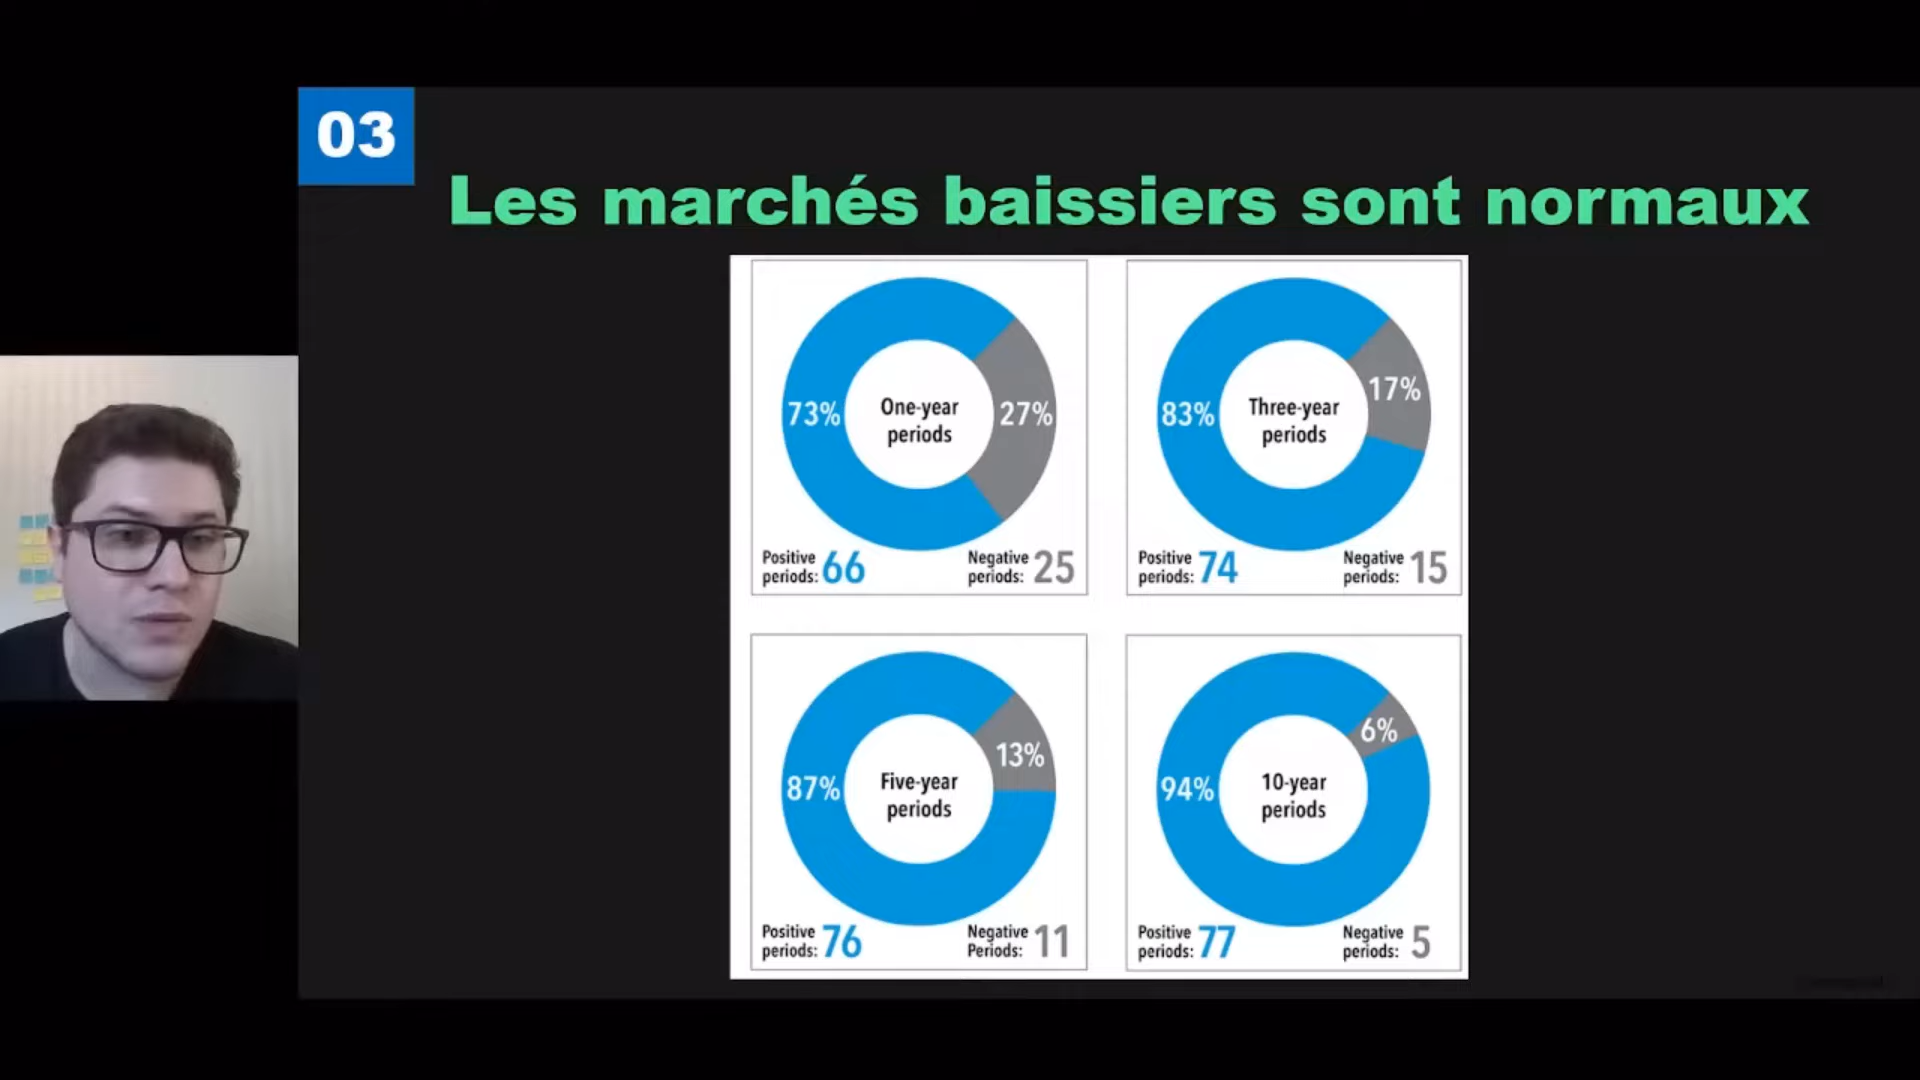 03
Les marchés baissiers sont normaux
73%
One-year
periods
27%
Positive
periods: 66
Negative
periods: 25
83%
Three-year
periods
17%
Positive
periods: 74
Negative
periods: 15
87%
Five-year
periods
13%
Positive
periods: 76
Negative
Periods: 11
94%
10-year
periods
6%
Positive
periods: 77
Negative
periods: 5